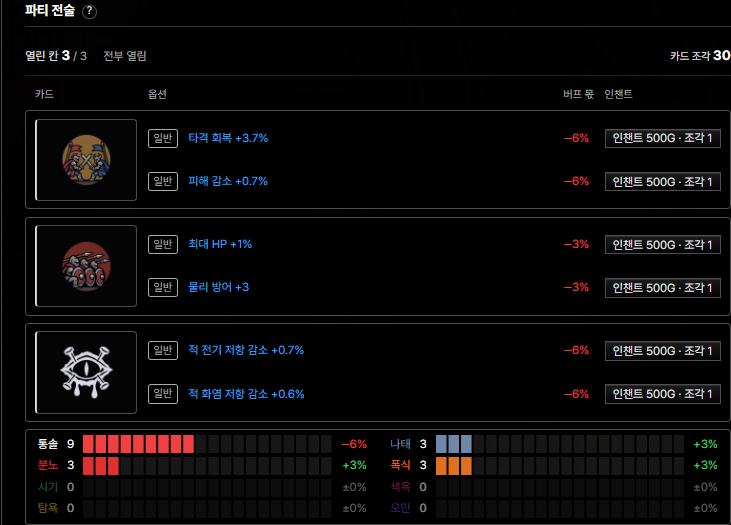 파티 전술 ?
열린 칸 3 / 3 전부 열림 카드 조각 30
카드 옵션 버프 몫 인챈트
일반 타격 회복 +3.7% −6% 인챈트 500G · 조각 1
일반 피해 감소 +0.7% −6% 인챈트 500G · 조각 1
일반 최대 HP +1% −3% 인챈트 500G · 조각 1
일반 물리 방어 +3 −3% 인챈트 500G · 조각 1
일반 적 전기 저항 감소 +0.7% −6% 인챈트 500G · 조각 1
일반 적 화염 저항 감소 +0.6% −6% 인챈트 500G · 조각 1
통솔 9 −6% 나태 3 +3%
분노 3 +3% 폭식 3 +3%
시기 0 ±0% 색욕 0 ±0%
탐욕 0 ±0% 오만 0 ±0%